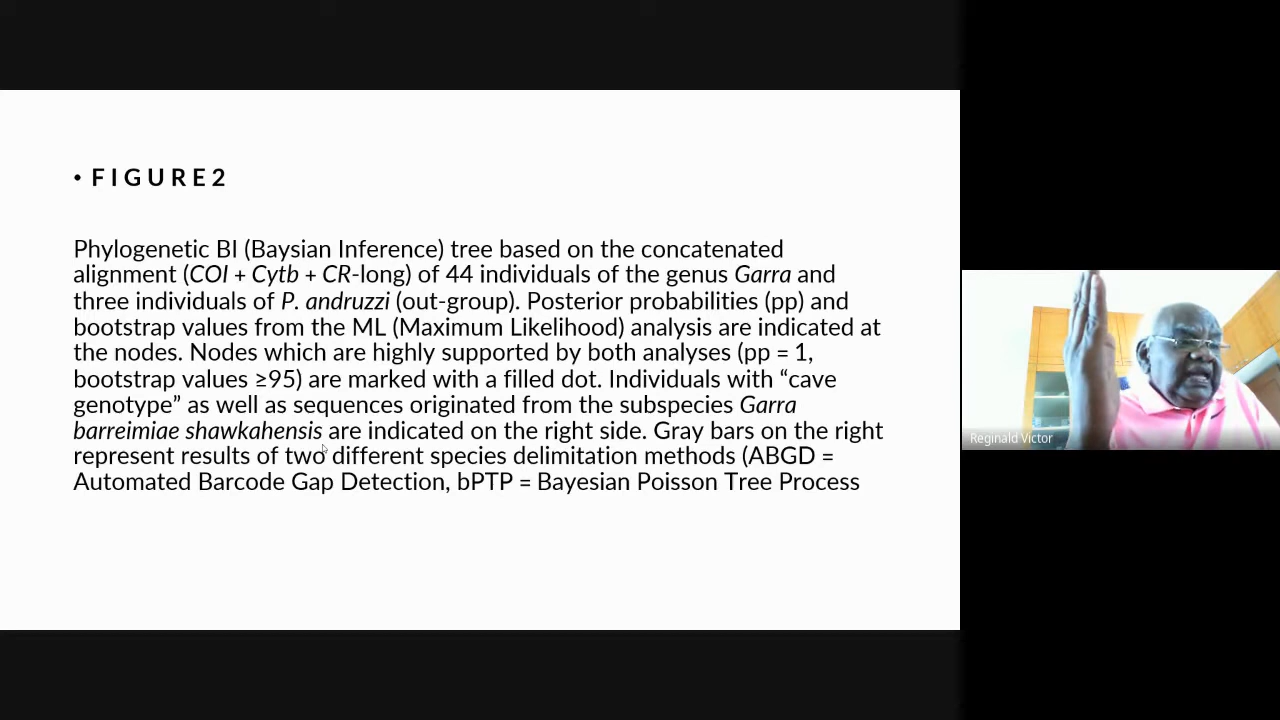 • F I G U R E 2
Phylogenetic BI (Baysian Inference) tree based on the concatenated
alignment (COI + Cytb + CR-long) of 44 individuals of the genus Garra and
three individuals of P. andruzzi (out-group). Posterior probabilities (pp) and
bootstrap values from the ML (Maximum Likelihood) analysis are indicated at
the nodes. Nodes which are highly supported by both analyses (pp = 1,
bootstrap values ≥95) are marked with a filled dot. Individuals with “cave
genotype” as well as sequences originated from the subspecies Garra
barreimiae shawkahensis are indicated on the right side. Gray bars on the right
represent results of two different species delimitation methods (ABGD =
Automated Barcode Gap Detection, bPTP = Bayesian Poisson Tree Process
Reginald Victor